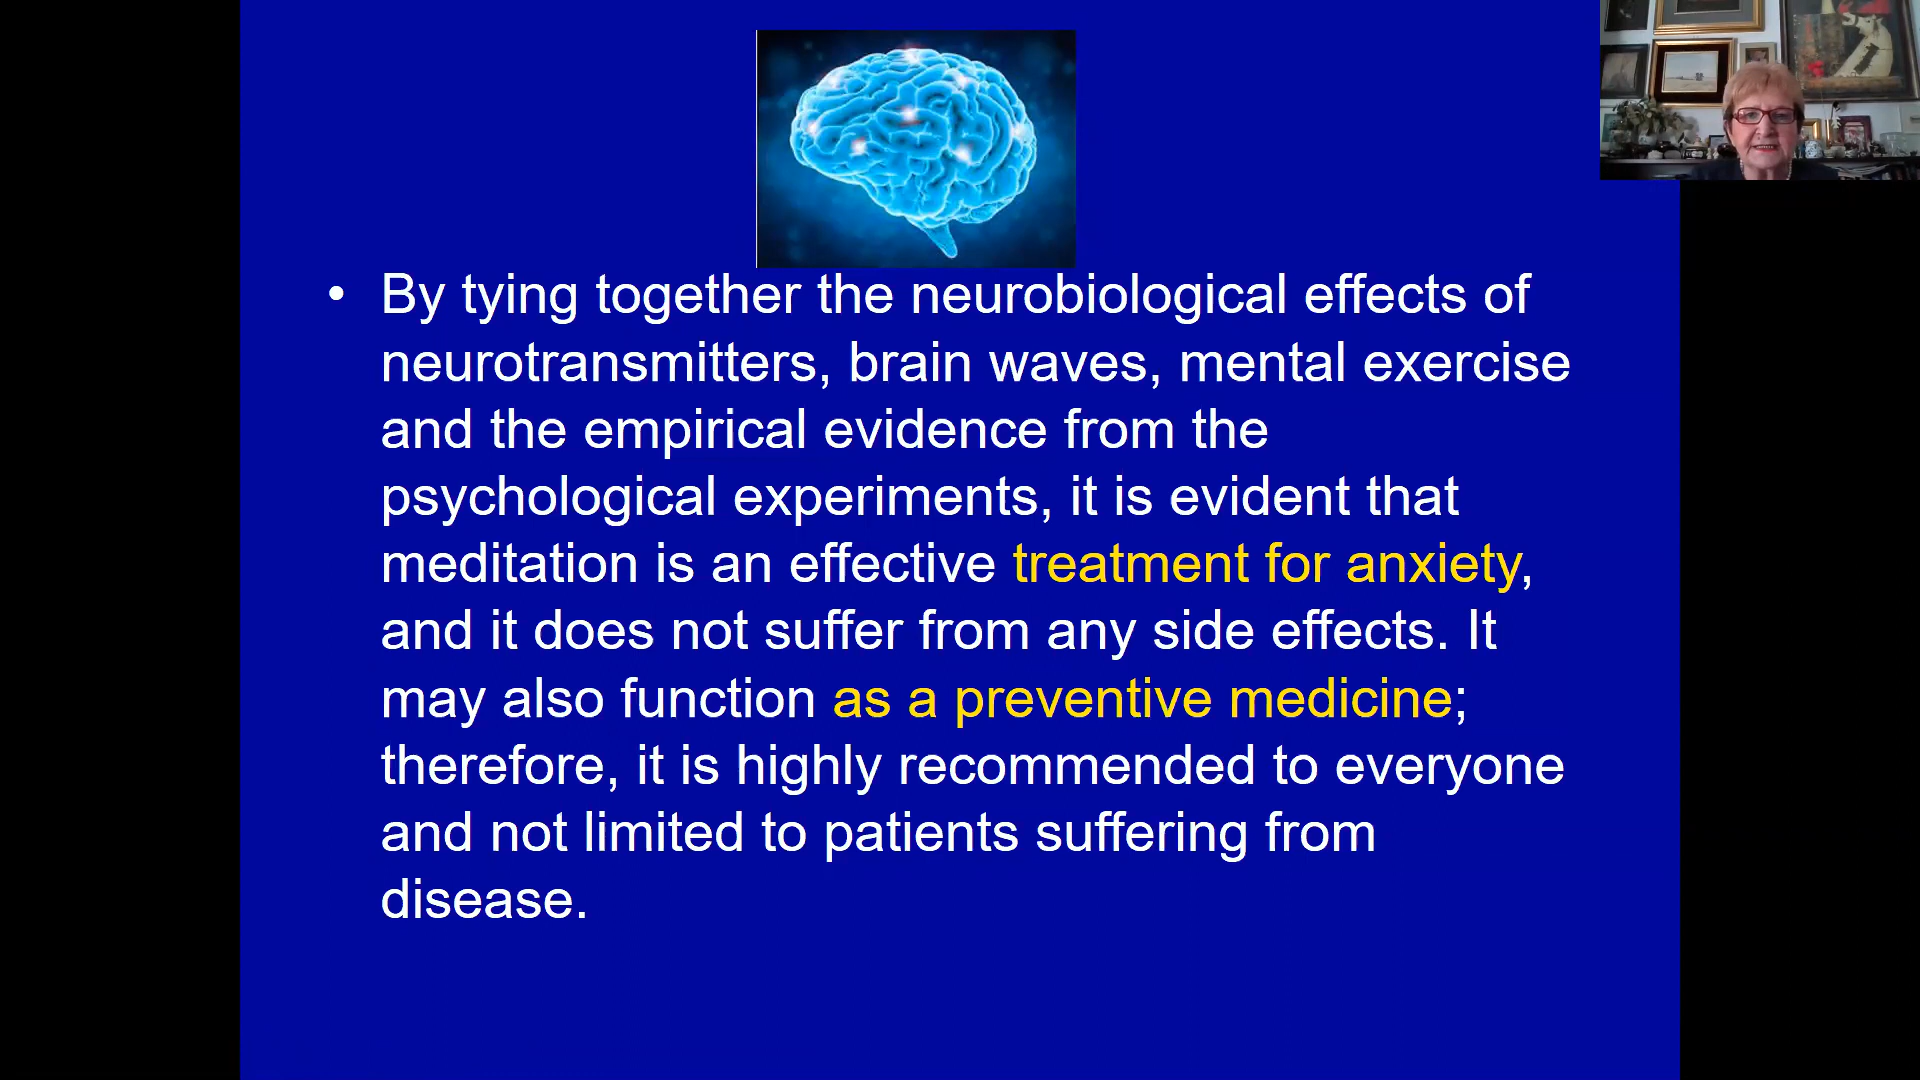 • By tying together the neurobiological effects of
neurotransmitters, brain waves, mental exercise
and the empirical evidence from the
psychological experiments, it is evident that
meditation is an effective treatment for anxiety,
and it does not suffer from any side effects. It
may also function as a preventive medicine;
therefore, it is highly recommended to everyone
and not limited to patients suffering from
disease.